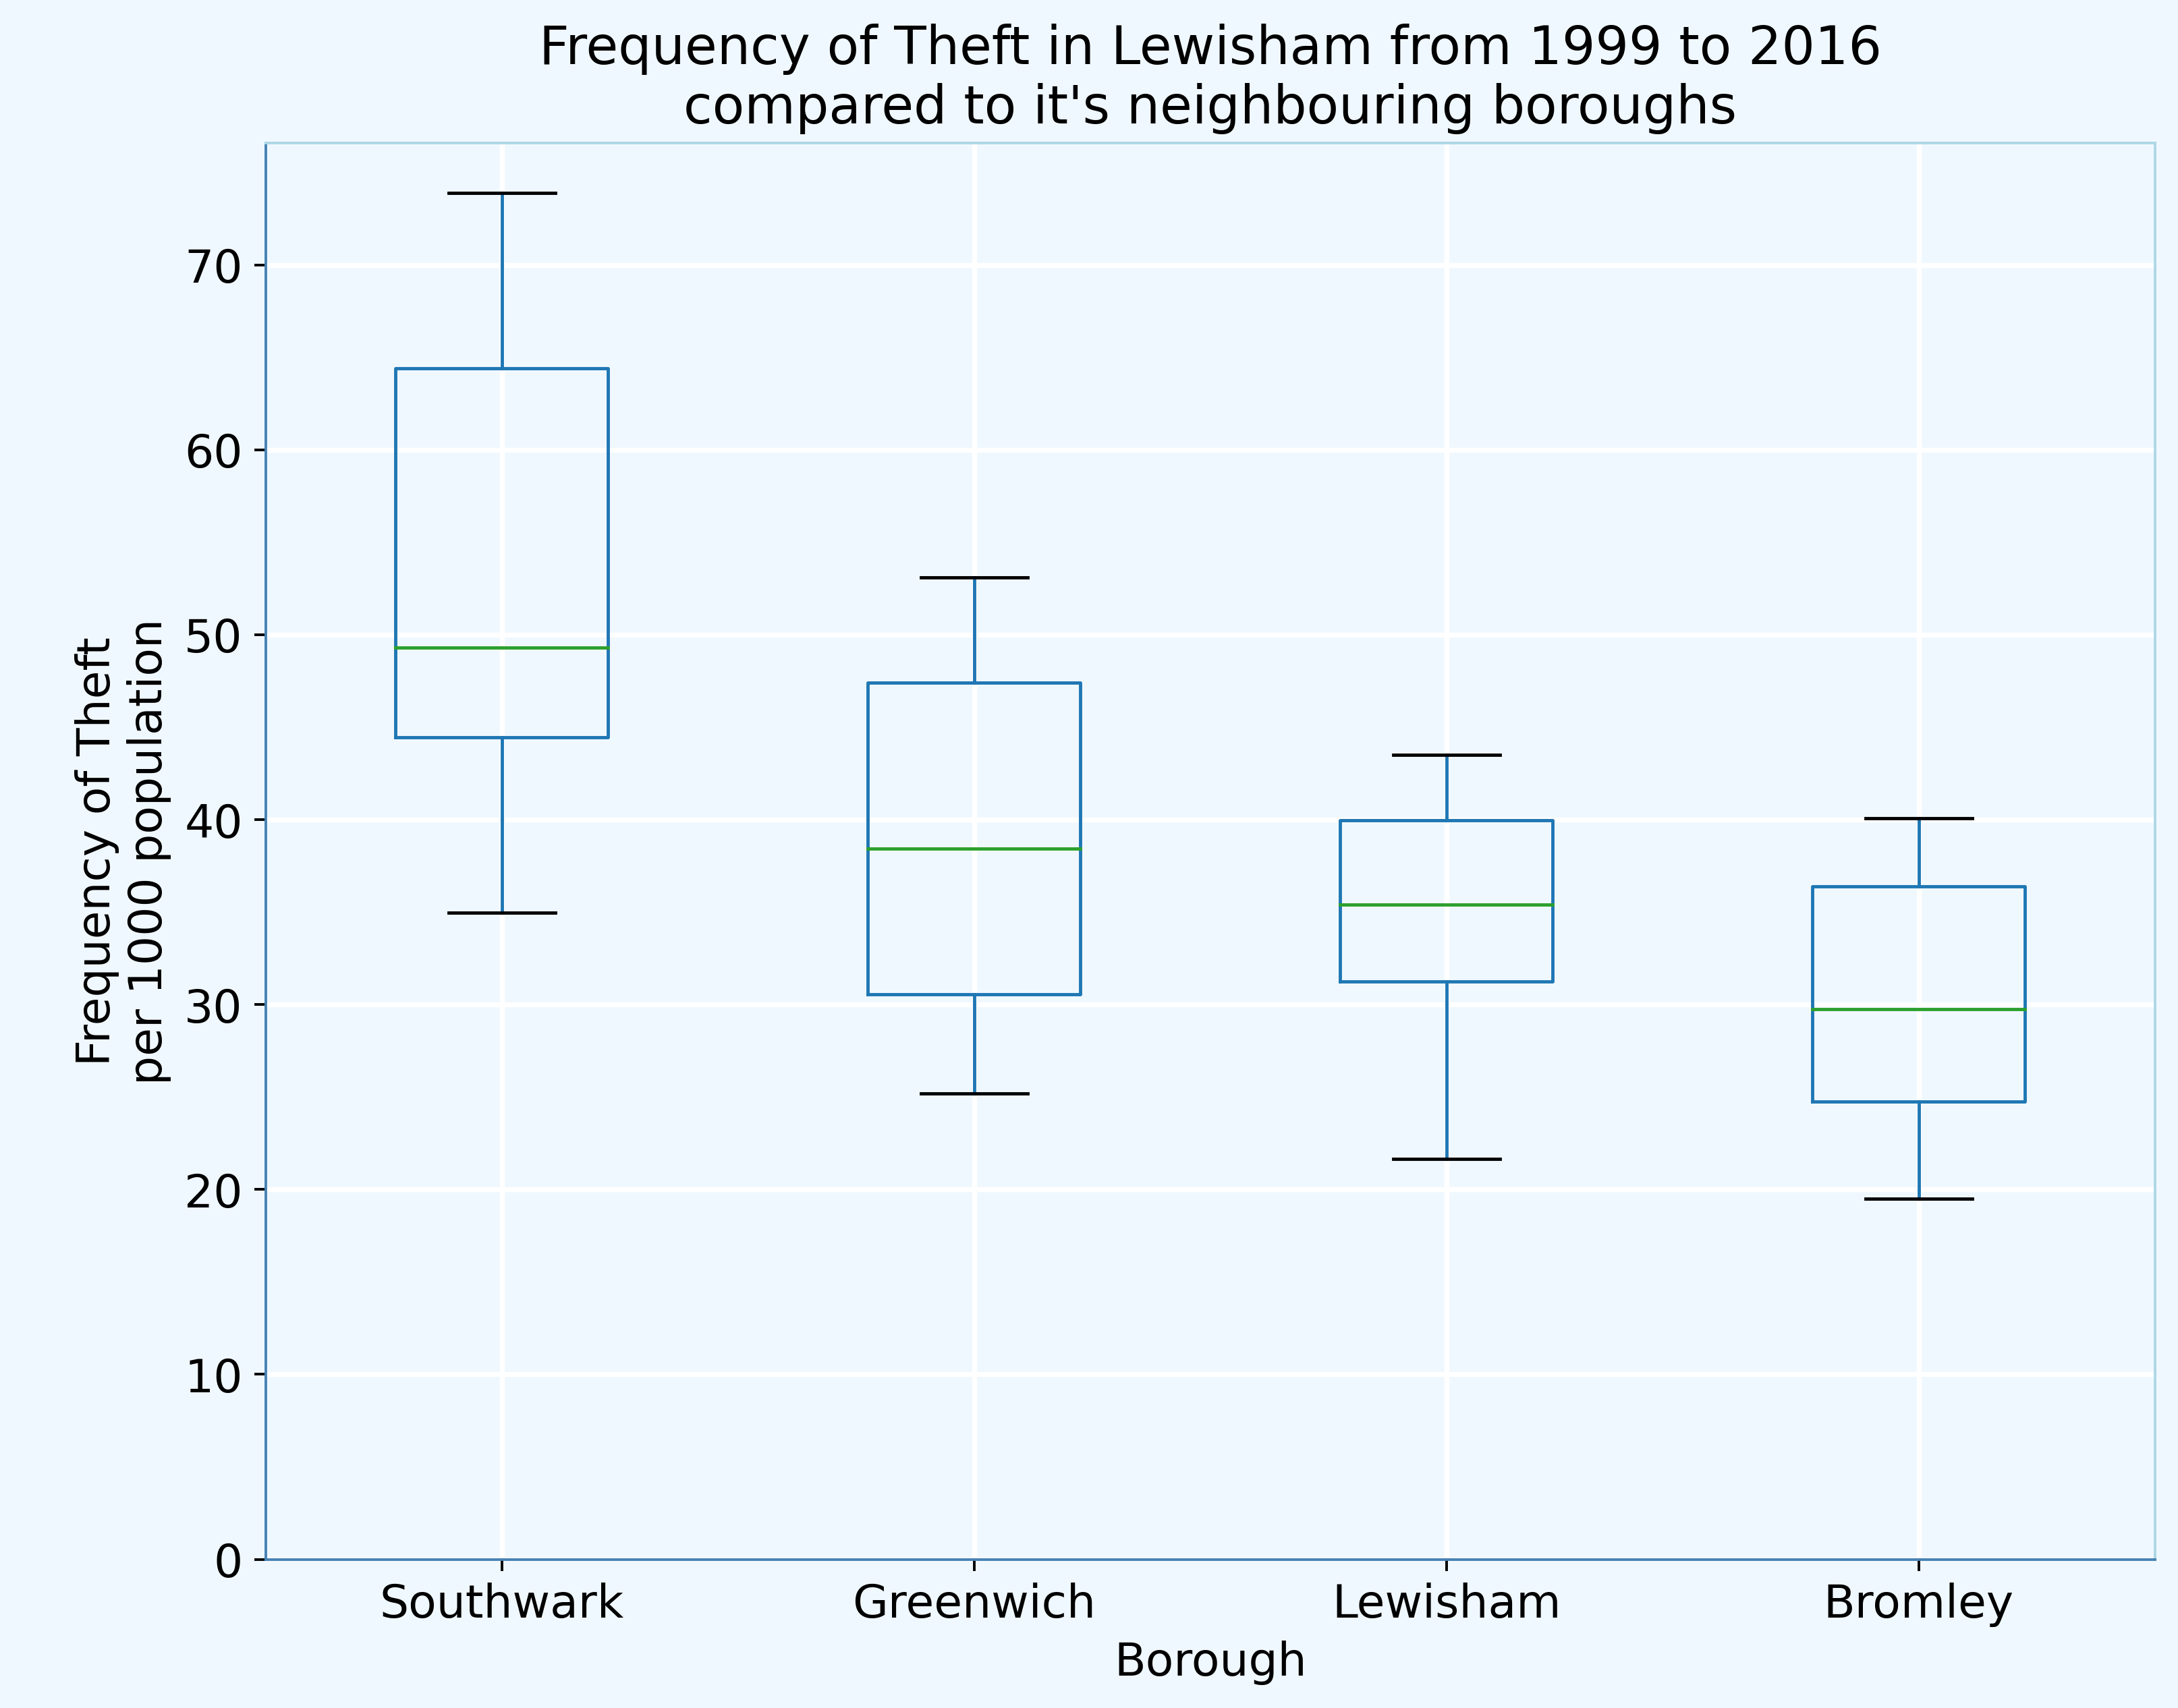 Frequency of Theft in Lewisham from 1999 to 2016
compared to it's neighbouring boroughs
Frequency of Theft
per 1000 population
70
60
50
40
30
20
10
0
Southwark Greenwich Lewisham Bromley
Borough